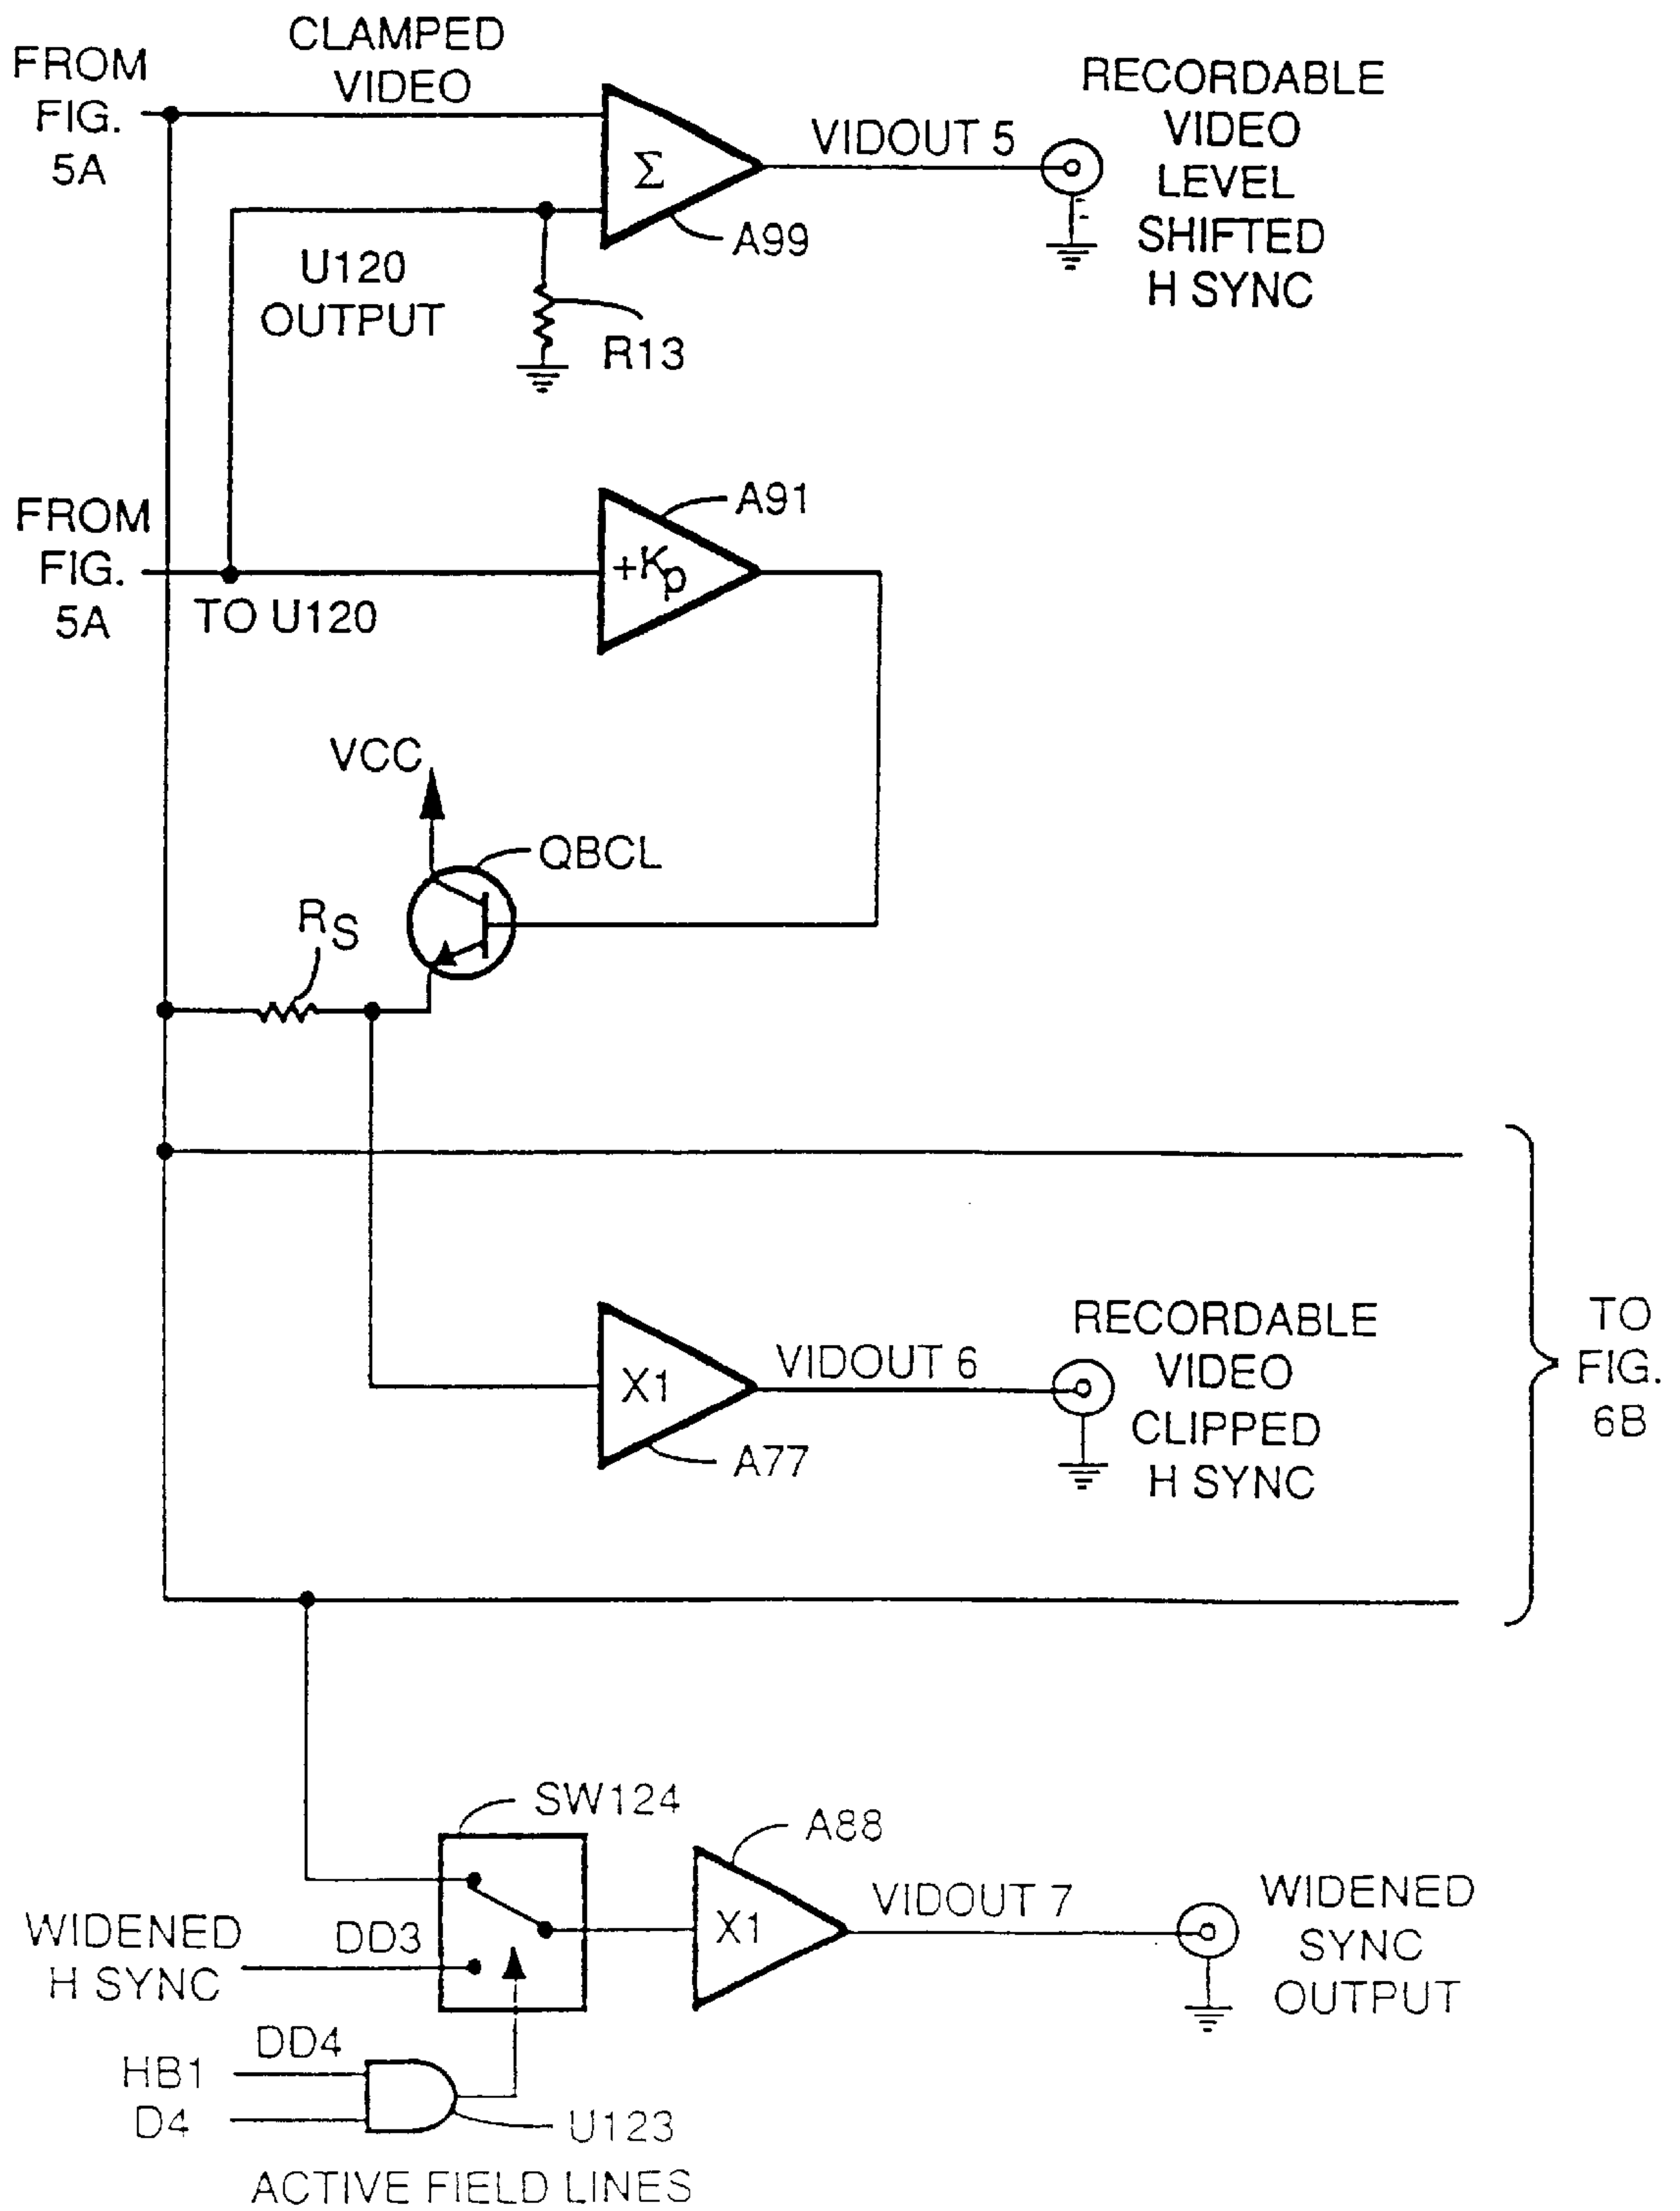 FROM
FIG.
5A
CLAMPED
VIDEO
Σ
A99
VIDOUT 5
RECORDABLE
VIDEO
LEVEL
SHIFTED
H SYNC
U120
OUTPUT
R13
FROM
FIG.
5A
TO U120
+Kp
A91
VCC
QBCL
RS
X1
A77
VIDOUT 6
RECORDABLE
VIDEO
CLIPPED
H SYNC
TO
FIG.
6B
SW124
A88
X1
VIDOUT 7
WIDENED
SYNC
OUTPUT
WIDENED
H SYNC
DD3
DD4
HB1
D4
U123
ACTIVE FIELD LINES